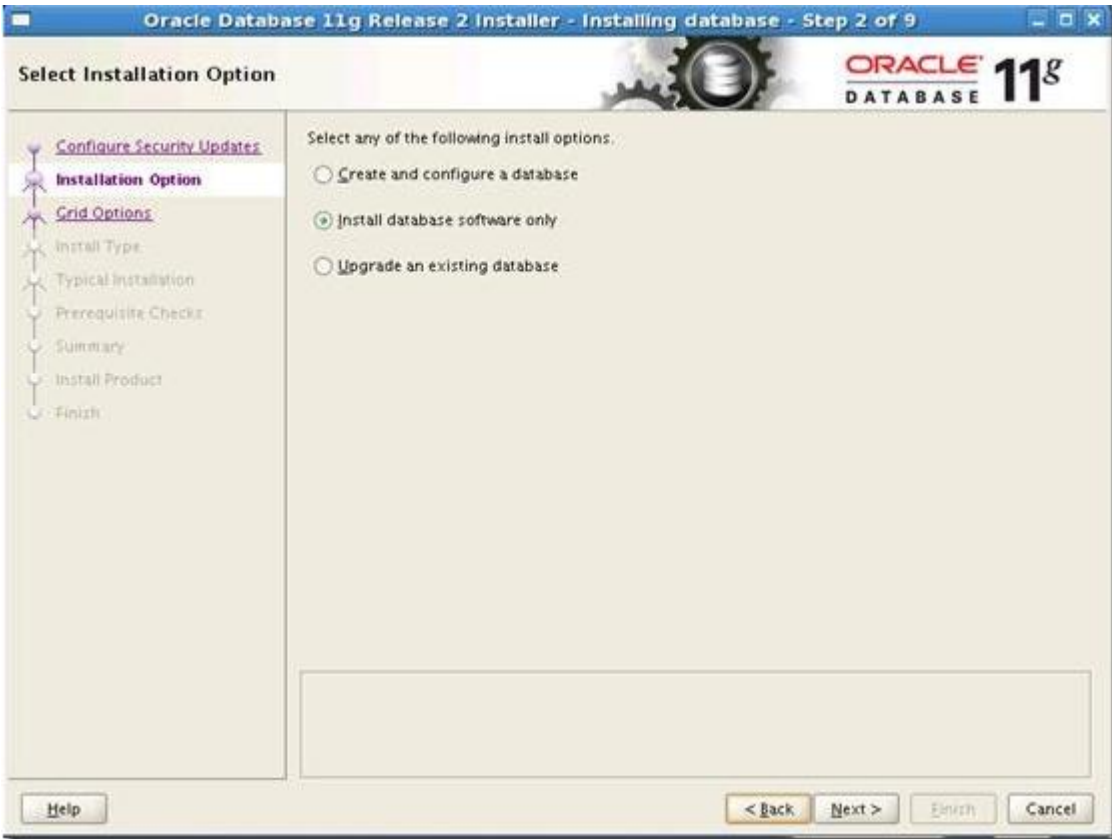 Oracle Database 11g Release 2 Installer - Installing database - Step 2 of 9
Select Installation Option
ORACLE
DATABASE
11g
Configure Security Updates
Installation Option
Grid Options
Install Type
Typical Installation
Prerequisite Checks
Summary
Install Product
Finish
Select any of the following install options.
Create and configure a database
Install database software only
Upgrade an existing database
Help
< Back
Next >
Finish
Cancel